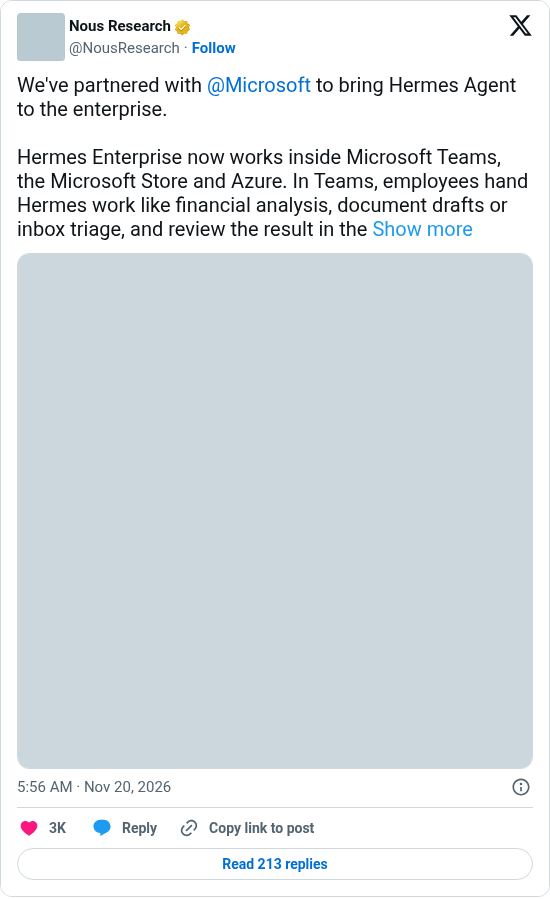 Nous Research
@NousResearch · Follow
We've partnered with @Microsoft to bring Hermes Agent
to the enterprise.
Hermes Enterprise now works inside Microsoft Teams,
the Microsoft Store and Azure. In Teams, employees hand
Hermes work like financial analysis, document drafts or
inbox triage, and review the result in the Show more
5:56 AM · Nov 20, 2026
3K Reply Copy link to post
Read 213 replies